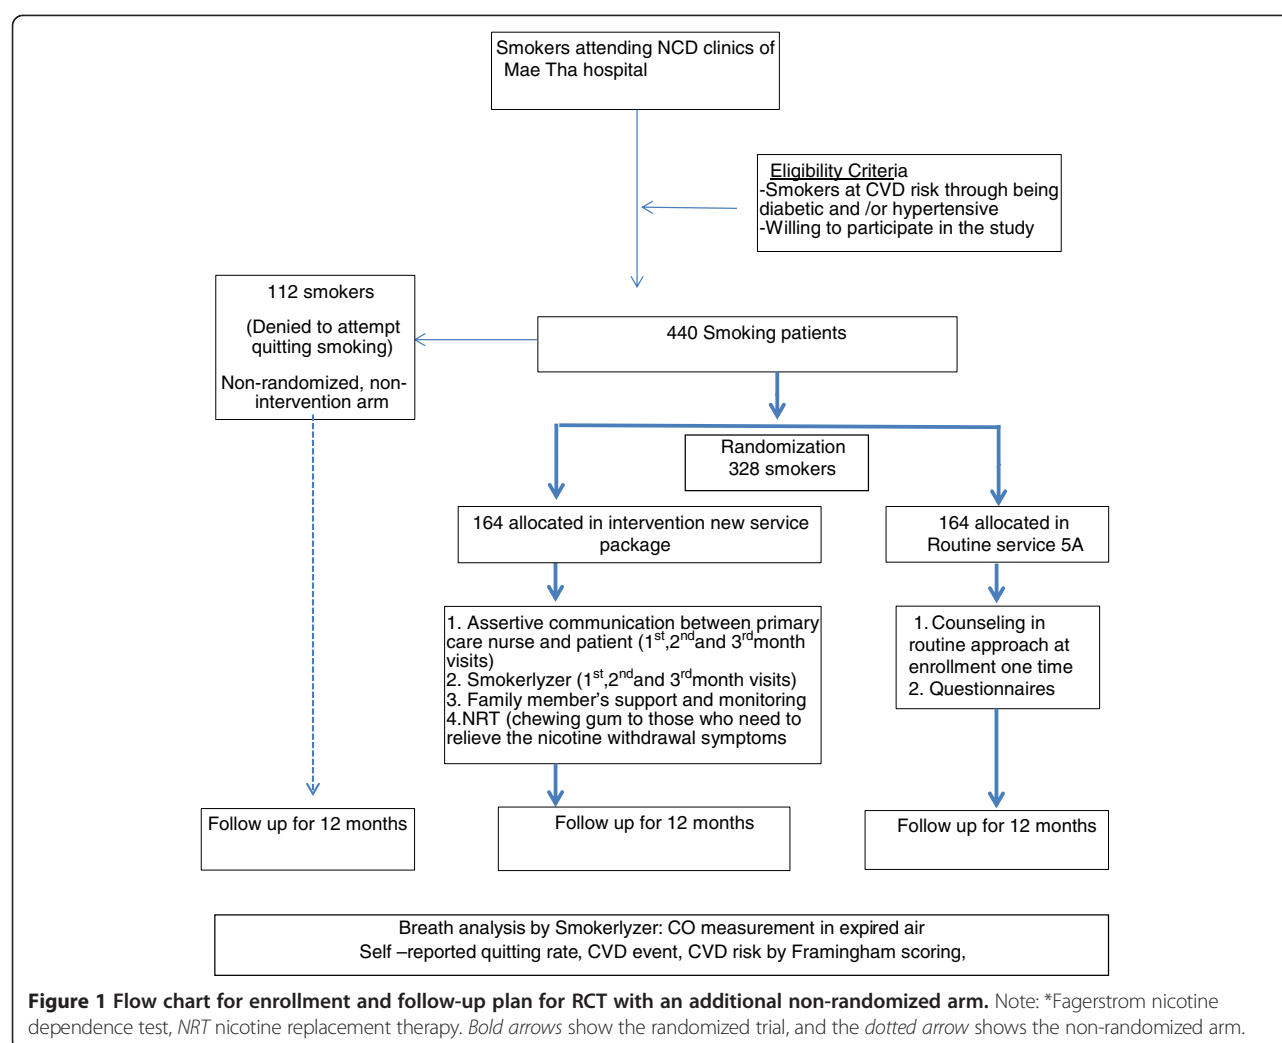 Smokers attending NCD clinics of
Mae Tha hospital
Eligibility Criteria
-Smokers at CVD risk through being
diabetic and /or hypertensive
-Willing to participate in the study
112 smokers
(Denied to attempt
quitting smoking)
Non-randomized, non-
intervention arm
440 Smoking patients
Randomization
328 smokers
164 allocated in intervention new service
package
164 allocated in
Routine service 5A
1. Assertive communication between primary
care nurse and patient (1st,2nd and 3rd month
visits)
2. Smokerlyzer (1st,2nd and 3rd month visits)
3. Family member's support and monitoring
4.NRT (chewing gum to those who need to
relieve the nicotine withdrawal symptoms
1. Counseling in
routine approach at
enrollment one time
2. Questionnaires
Follow up for 12 months
Follow up for 12 months
Follow up for 12 months
Breath analysis by Smokerlyzer: CO measurement in expired air
Self –reported quitting rate, CVD event, CVD risk by Framingham scoring,
Figure 1 Flow chart for enrollment and follow-up plan for RCT with an additional non-randomized arm. Note: *Fagerstrom nicotine
dependence test, NRT nicotine replacement therapy. Bold arrows show the randomized trial, and the dotted arrow shows the non-randomized arm.